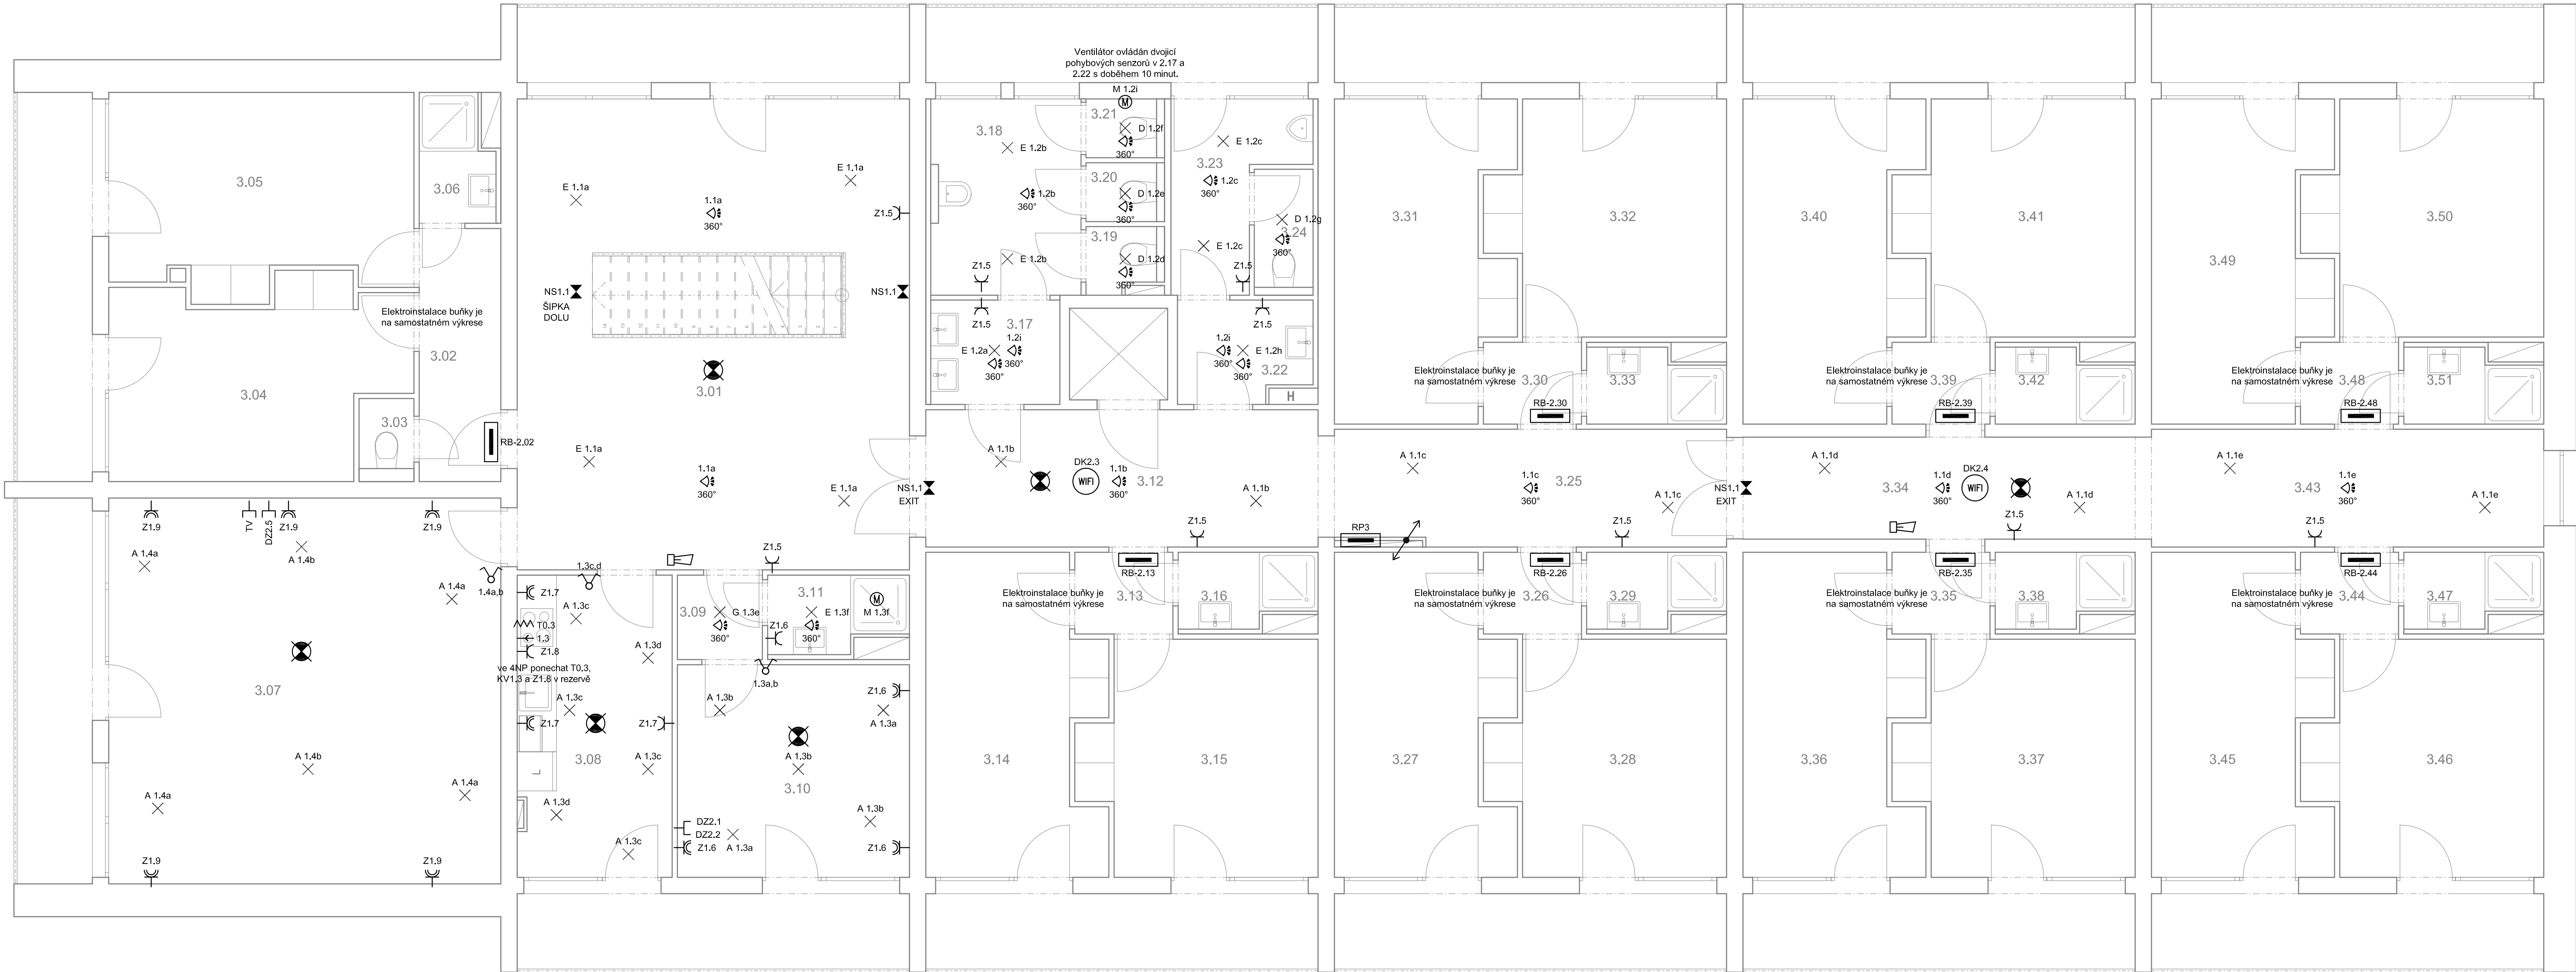 Ventilátor ovládán dvojicí
pohybových senzorů v 2.17 a
2.22 s doběhem 10 minut.
M 1.2i
M
3.21
D 1.2f
360°
3.18
E 1.2b
3.20
D 1.2e
360°
1.2b
360°
3.19
D 1.2d
360°
E 1.2b
Z1.5
Z1.5
3.17
1.2i
E 1.2a
360°
360°
E 1.2c
3.23
1.2c
360°
D 1.2g
3.24
360°
E 1.2c
Z1.5
Z1.5
1.2i
E 1.2h
360°
360°
3.22
H
3.05
3.06
Elektroinstalace buňky je
na samostatném výkrese
3.02
3.04
3.03
RB-2.02
E 1.1a
E 1.1a
1.1a
360°
Z1.5
NS1.1
ŠIPKA
DOLU
NS1.1
3.01
E 1.1a
1.1a
360°
E 1.1a
NS1.1
EXIT
Z1.5
A 1.1b
DK2.3
WIFI
1.1b
360°
3.12
A 1.1b
Z1.5
3.31
3.32
Elektroinstalace buňky je
na samostatném výkrese
3.30
3.33
RB-2.30
A 1.1c
1.1c
360°
3.25
A 1.1c
RP3
Z1.5
NS1.1
EXIT
3.40
3.41
Elektroinstalace buňky je
na samostatném výkrese
3.39
3.42
RB-2.39
A 1.1d
3.34
1.1d
360°
DK2.4
WIFI
A 1.1d
Z1.5
3.49
3.50
Elektroinstalace buňky je
na samostatném výkrese
3.48
3.51
RB-2.48
A 1.1e
3.43
1.1e
360°
A 1.1e
Z1.5
Z1.9
TV
DZ2.5
Z1.9
Z1.9
A 1.4a
A 1.4b
A 1.4a
1.4a,b
3.07
A 1.4b
A 1.4a
A 1.4a
Z1.9
Z1.9
1.3c,d
Z1.7
A 1.3c
T0.3
1.3
Z1.8
A 1.3d
ve 4NP ponechat T0.3,
KV1.3 a Z1.8 v rezervě
A 1.3c
Z1.7
Z1.7
3.08
A 1.3c
L
A 1.3d
A 1.3c
3.09
G 1.3e
360°
3.11
E 1.3f
360°
Z1.6
M
M 1.3f
1.3a,b
A 1.3b
Z1.6
A 1.3a
A 1.3b
3.10
A 1.3b
DZ2.1
DZ2.2
Z1.6
A 1.3a
Z1.6
RB-2.13
Elektroinstalace buňky je
na samostatném výkrese
3.13
3.16
3.14
3.15
RB-2.26
Elektroinstalace buňky je
na samostatném výkrese
3.26
3.29
3.27
3.28
RB-2.35
Elektroinstalace buňky je
na samostatném výkrese
3.35
3.38
3.36
3.37
RB-2.44
Elektroinstalace buňky je
na samostatném výkrese
3.44
3.47
3.45
3.46